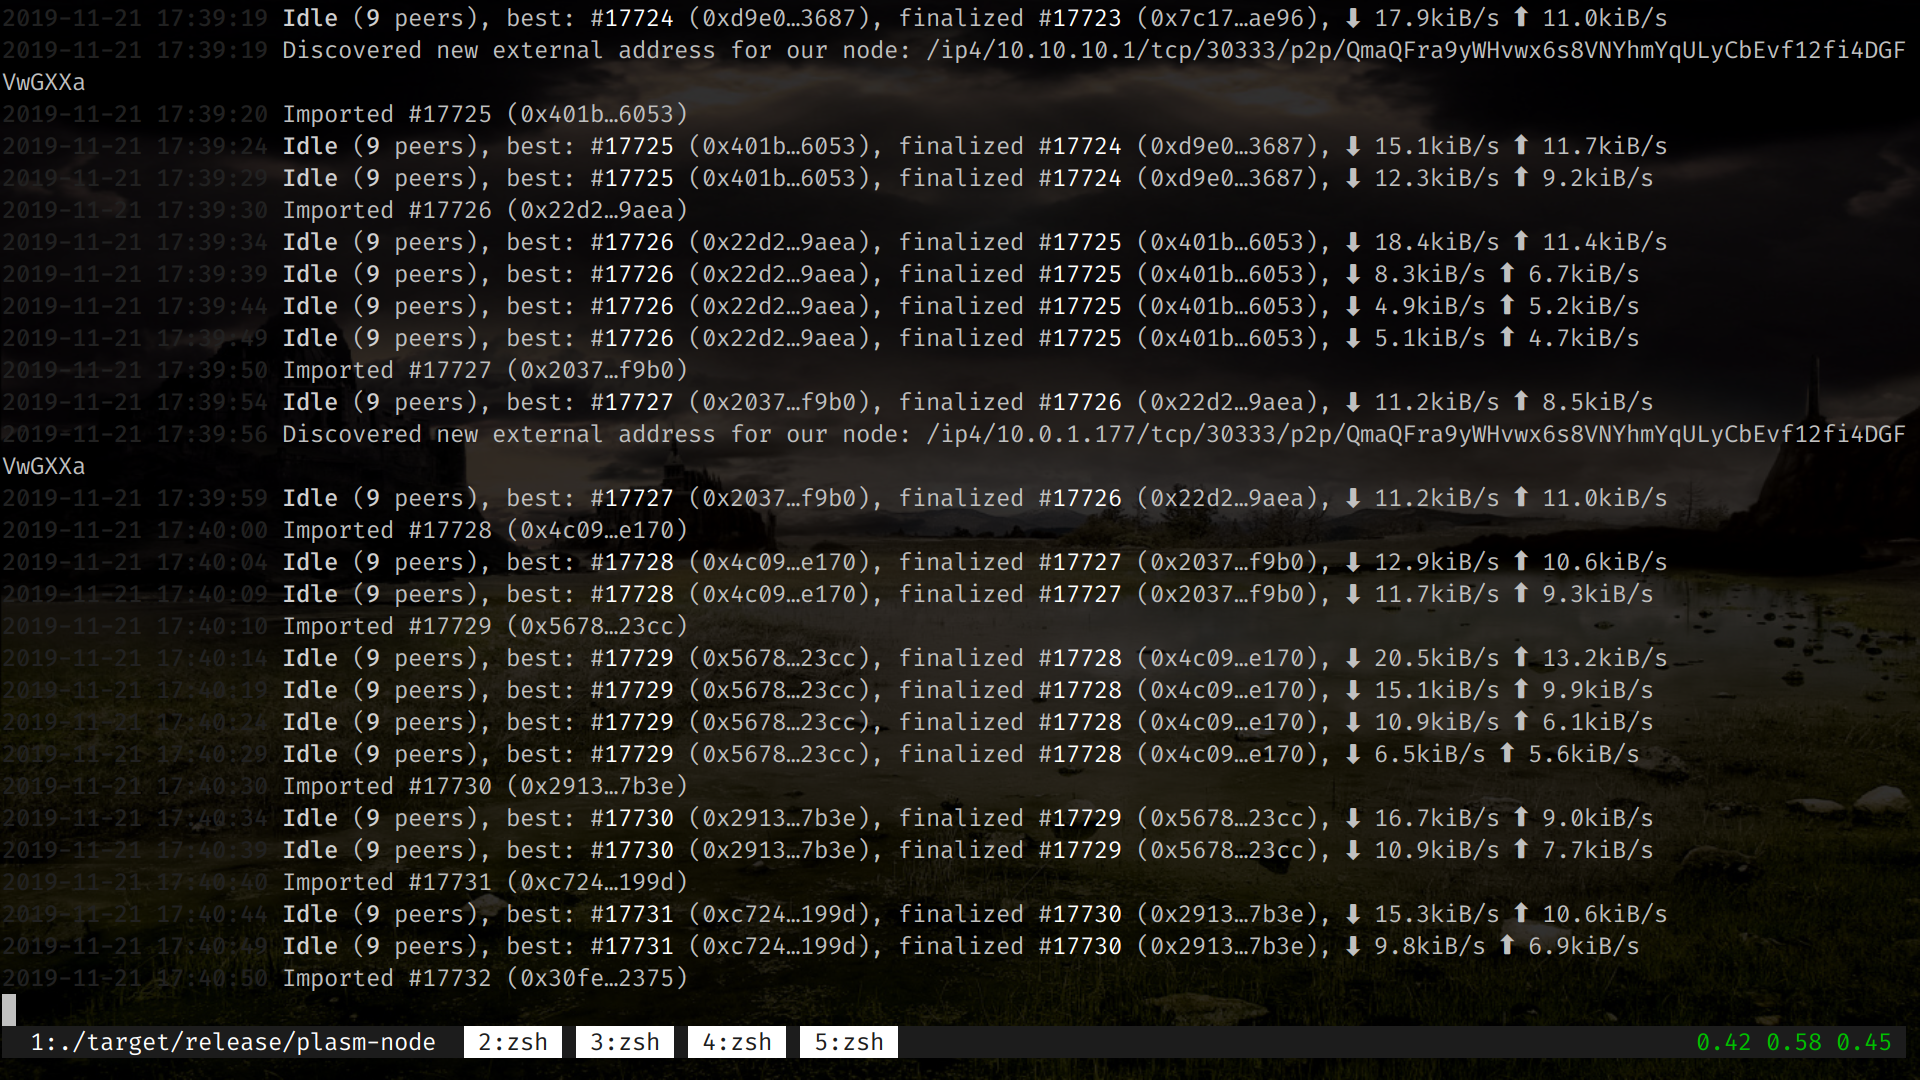 2019-11-21 17:39:19 Idle (9 peers), best: #17724 (0xd9e0…3687), finalized #17723 (0x7c17…ae96), ⬇ 17.9kiB/s ⬆ 11.0kiB/s
2019-11-21 17:39:19 Discovered new external address for our node: /ip4/10.10.10.1/tcp/30333/p2p/QmaQFra9yWHvwx6s8VNYhmYqULyCbEvf12fi4DGF
VwGXXa
2019-11-21 17:39:20 Imported #17725 (0x401b…6053)
2019-11-21 17:39:24 Idle (9 peers), best: #17725 (0x401b…6053), finalized #17724 (0xd9e0…3687), ⬇ 15.1kiB/s ⬆ 11.7kiB/s
2019-11-21 17:39:29 Idle (9 peers), best: #17725 (0x401b…6053), finalized #17724 (0xd9e0…3687), ⬇ 12.3kiB/s ⬆ 9.2kiB/s
2019-11-21 17:39:30 Imported #17726 (0x22d2…9aea)
2019-11-21 17:39:34 Idle (9 peers), best: #17726 (0x22d2…9aea), finalized #17725 (0x401b…6053), ⬇ 18.4kiB/s ⬆ 11.4kiB/s
2019-11-21 17:39:39 Idle (9 peers), best: #17726 (0x22d2…9aea), finalized #17725 (0x401b…6053), ⬇ 8.3kiB/s ⬆ 6.7kiB/s
2019-11-21 17:39:44 Idle (9 peers), best: #17726 (0x22d2…9aea), finalized #17725 (0x401b…6053), ⬇ 4.9kiB/s ⬆ 5.2kiB/s
2019-11-21 17:39:49 Idle (9 peers), best: #17726 (0x22d2…9aea), finalized #17725 (0x401b…6053), ⬇ 5.1kiB/s ⬆ 4.7kiB/s
2019-11-21 17:39:50 Imported #17727 (0x2037…f9b0)
2019-11-21 17:39:54 Idle (9 peers), best: #17727 (0x2037…f9b0), finalized #17726 (0x22d2…9aea), ⬇ 11.2kiB/s ⬆ 8.5kiB/s
2019-11-21 17:39:56 Discovered new external address for our node: /ip4/10.0.1.177/tcp/30333/p2p/QmaQFra9yWHvwx6s8VNYhmYqULyCbEvf12fi4DGF
VwGXXa
2019-11-21 17:39:59 Idle (9 peers), best: #17727 (0x2037…f9b0), finalized #17726 (0x22d2…9aea), ⬇ 11.2kiB/s ⬆ 11.0kiB/s
2019-11-21 17:40:00 Imported #17728 (0x4c09…e170)
2019-11-21 17:40:04 Idle (9 peers), best: #17728 (0x4c09…e170), finalized #17727 (0x2037…f9b0), ⬇ 12.9kiB/s ⬆ 10.6kiB/s
2019-11-21 17:40:09 Idle (9 peers), best: #17728 (0x4c09…e170), finalized #17727 (0x2037…f9b0), ⬇ 11.7kiB/s ⬆ 9.3kiB/s
2019-11-21 17:40:10 Imported #17729 (0x5678…23cc)
2019-11-21 17:40:14 Idle (9 peers), best: #17729 (0x5678…23cc), finalized #17728 (0x4c09…e170), ⬇ 20.5kiB/s ⬆ 13.2kiB/s
2019-11-21 17:40:19 Idle (9 peers), best: #17729 (0x5678…23cc), finalized #17728 (0x4c09…e170), ⬇ 15.1kiB/s ⬆ 9.9kiB/s
2019-11-21 17:40:24 Idle (9 peers), best: #17729 (0x5678…23cc), finalized #17728 (0x4c09…e170), ⬇ 10.9kiB/s ⬆ 6.1kiB/s
2019-11-21 17:40:29 Idle (9 peers), best: #17729 (0x5678…23cc), finalized #17728 (0x4c09…e170), ⬇ 6.5kiB/s ⬆ 5.6kiB/s
2019-11-21 17:40:30 Imported #17730 (0x2913…7b3e)
2019-11-21 17:40:34 Idle (9 peers), best: #17730 (0x2913…7b3e), finalized #17729 (0x5678…23cc), ⬇ 16.7kiB/s ⬆ 9.0kiB/s
2019-11-21 17:40:39 Idle (9 peers), best: #17730 (0x2913…7b3e), finalized #17729 (0x5678…23cc), ⬇ 10.9kiB/s ⬆ 7.7kiB/s
2019-11-21 17:40:40 Imported #17731 (0xc724…199d)
2019-11-21 17:40:44 Idle (9 peers), best: #17731 (0xc724…199d), finalized #17730 (0x2913…7b3e), ⬇ 15.3kiB/s ⬆ 10.6kiB/s
2019-11-21 17:40:49 Idle (9 peers), best: #17731 (0xc724…199d), finalized #17730 (0x2913…7b3e), ⬇ 9.8kiB/s ⬆ 6.9kiB/s
2019-11-21 17:40:50 Imported #17732 (0x30fe…2375)
1:./target/release/plasm-node 2:zsh 3:zsh 4:zsh 5:zsh 0.42 0.58 0.45